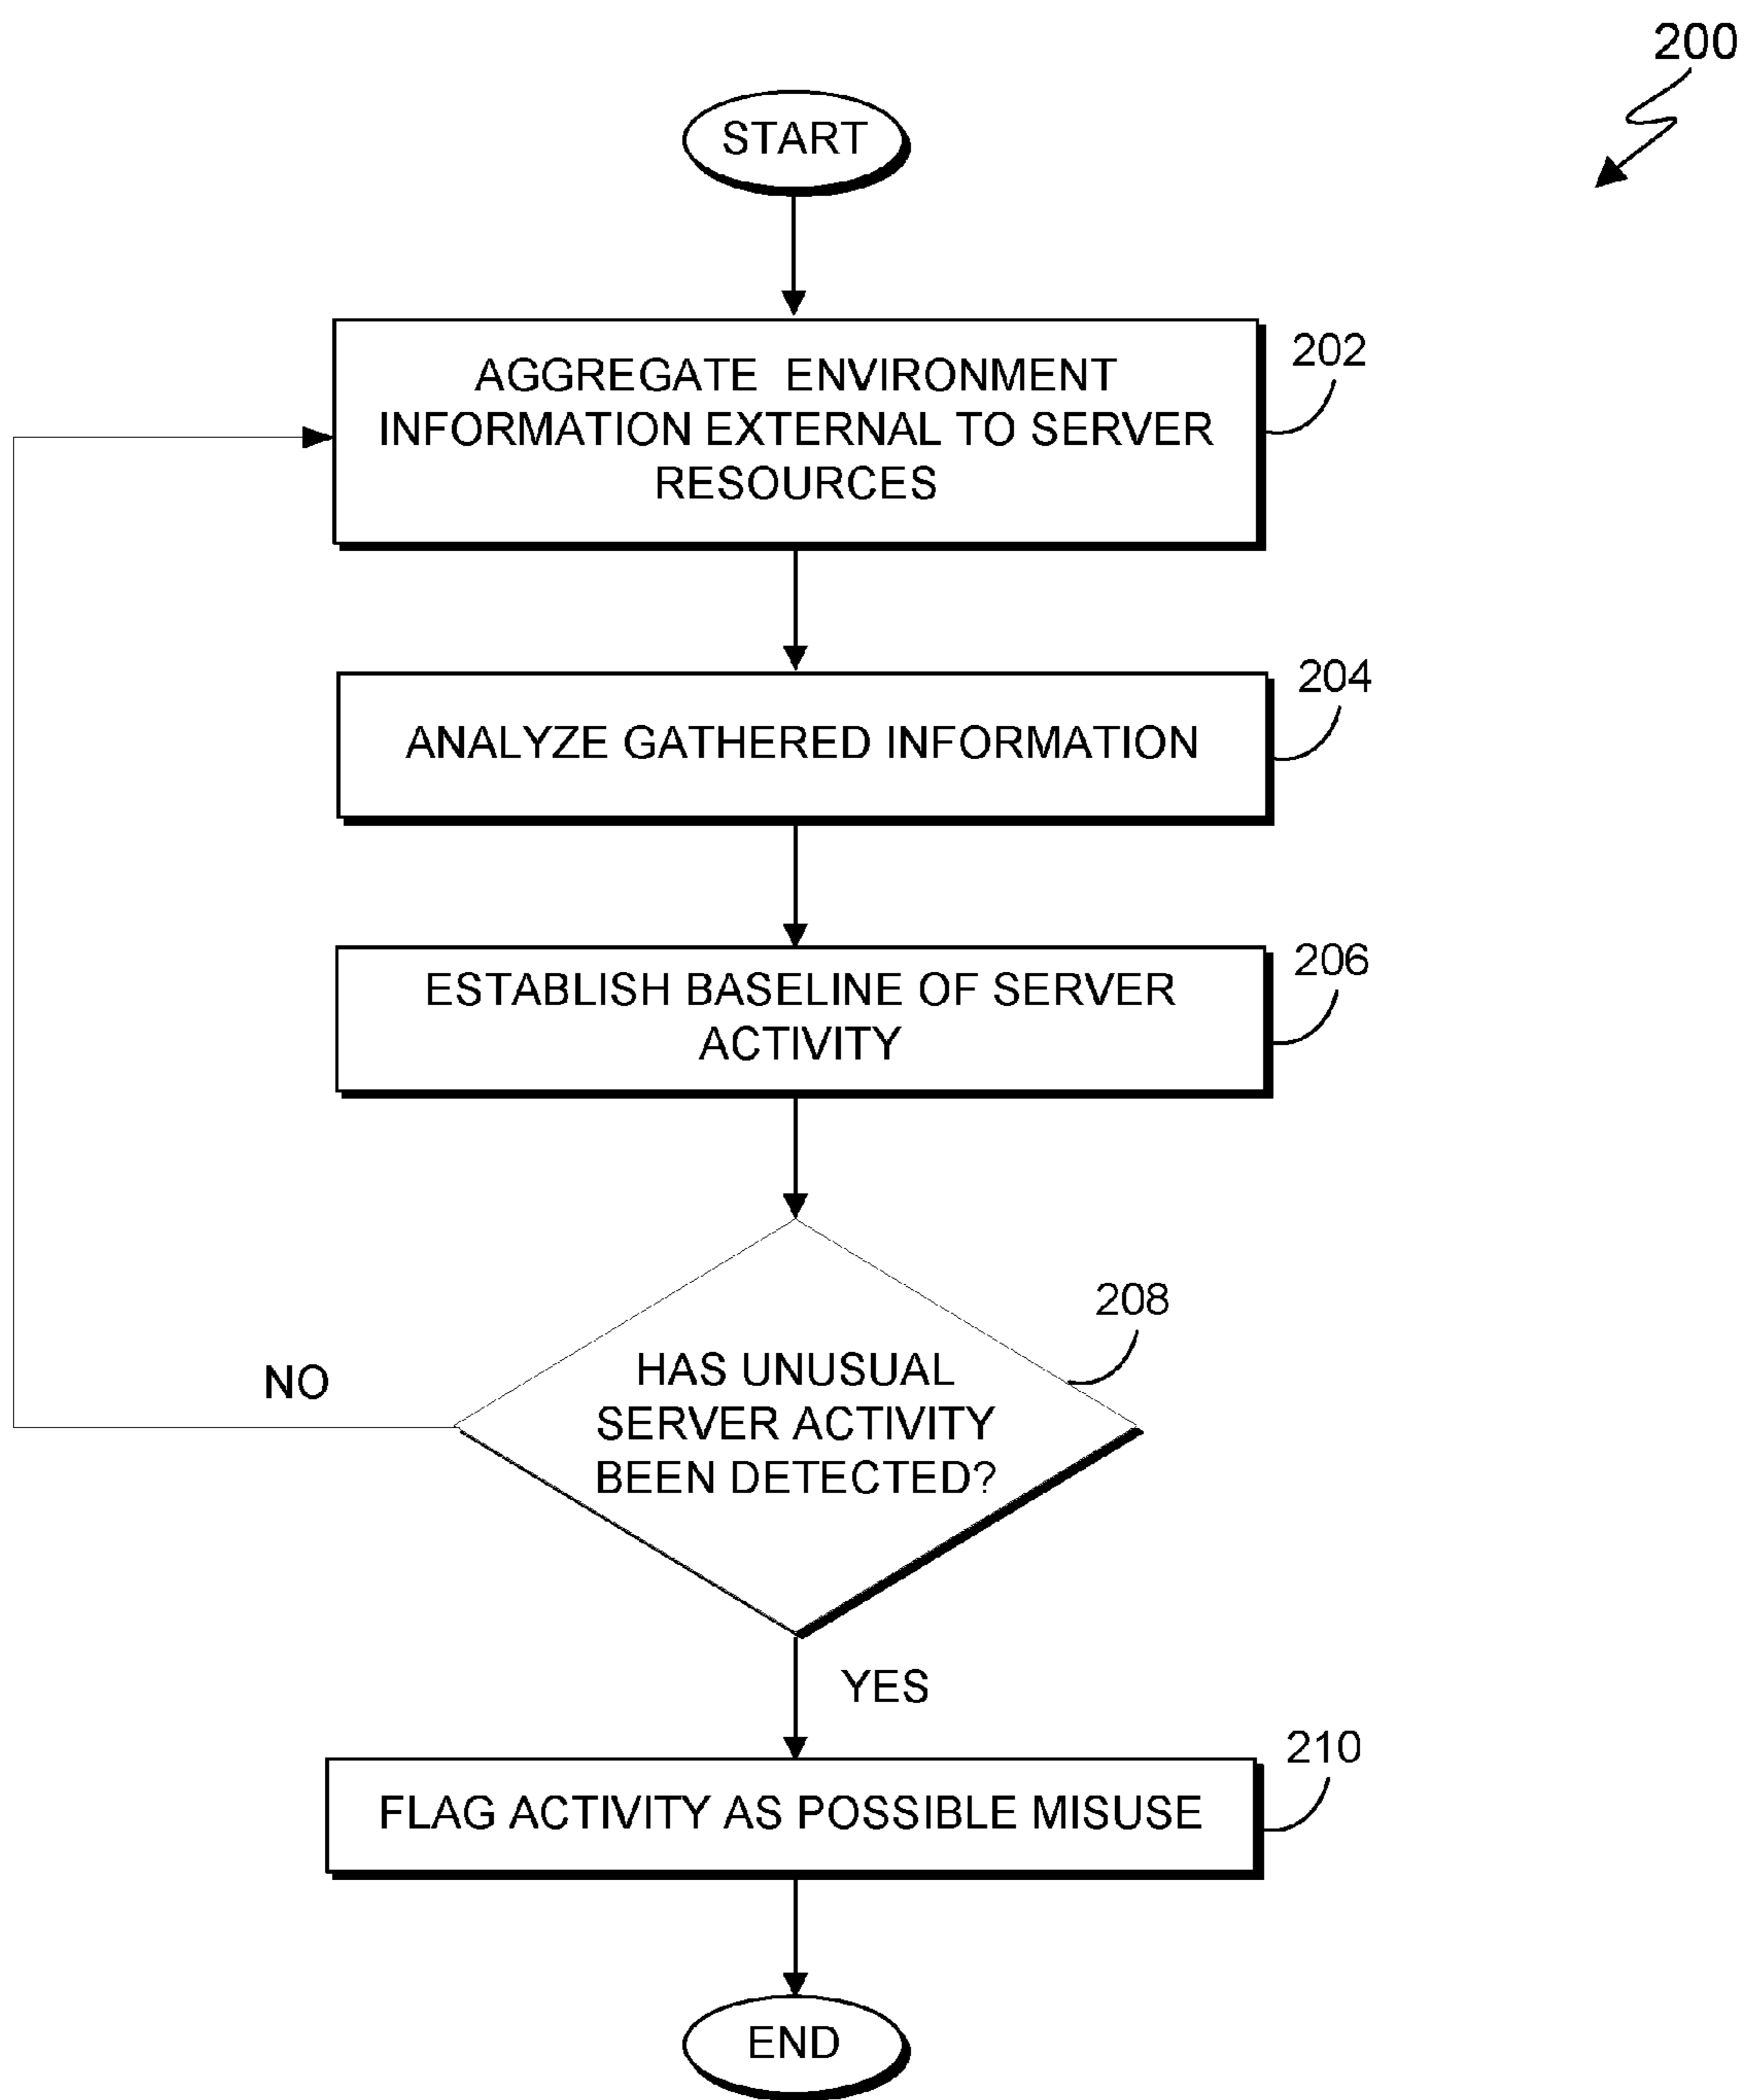 200
START
AGGREGATE ENVIRONMENT
INFORMATION EXTERNAL TO SERVER
RESOURCES
202
ANALYZE GATHERED INFORMATION
204
ESTABLISH BASELINE OF SERVER
ACTIVITY
206
HAS UNUSUAL
SERVER ACTIVITY
BEEN DETECTED?
208
NO
YES
FLAG ACTIVITY AS POSSIBLE MISUSE
210
END